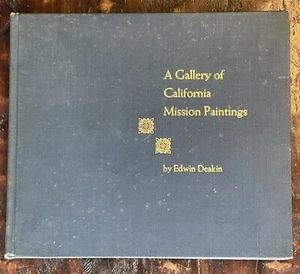 A Gallery of
California
Mission Paintings
by Edwin Deakin